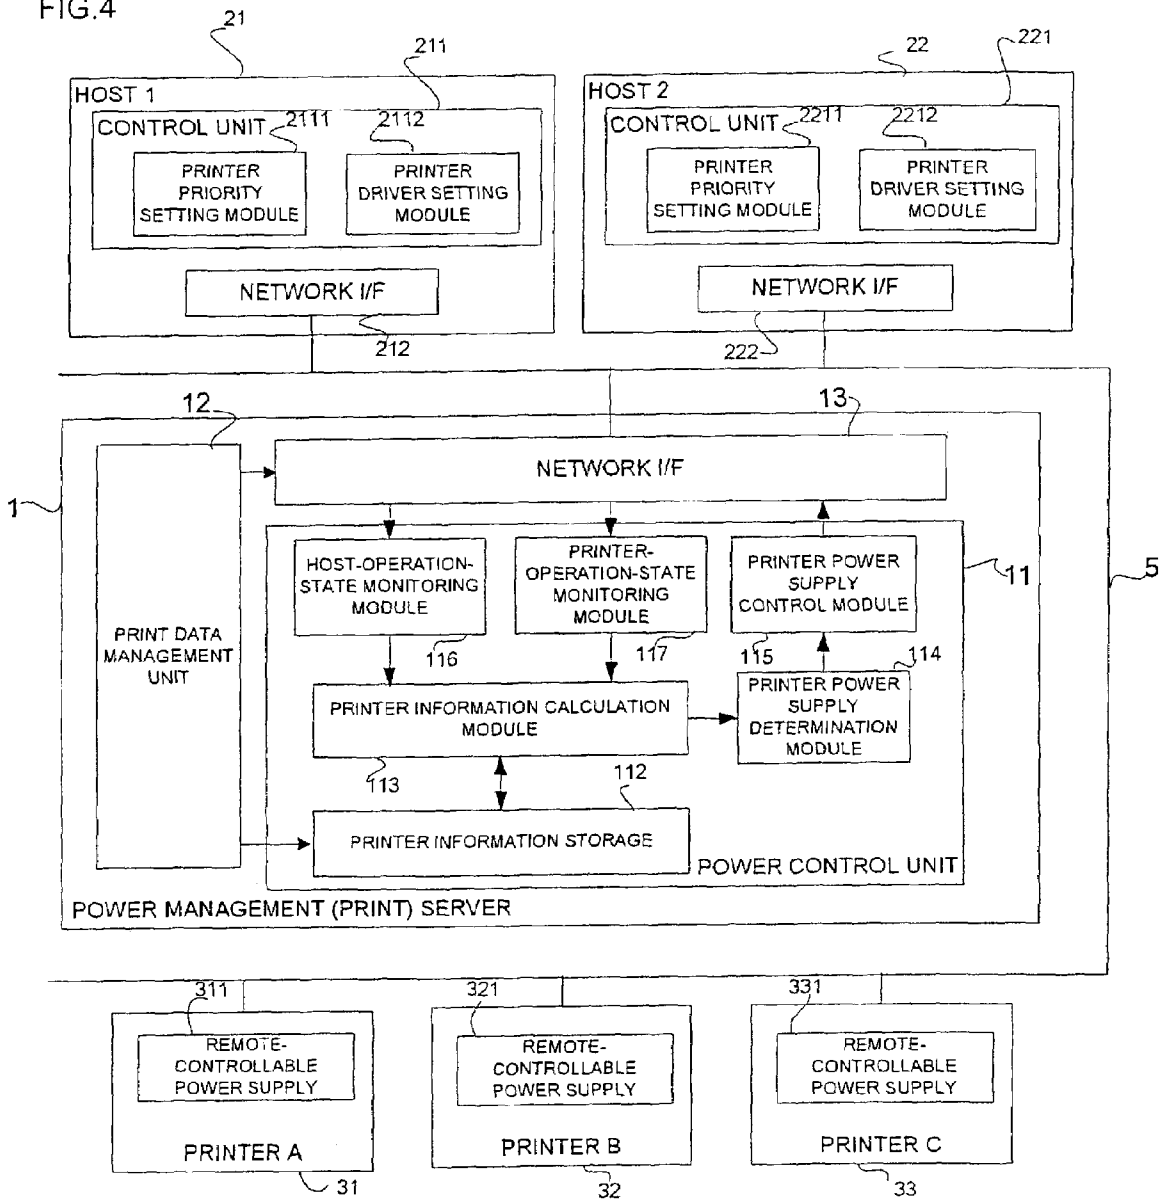 FIG.4
21
211
22
221
HOST 1
CONTROL UNIT
2111
2112
PRINTER
PRIORITY
SETTING MODULE
PRINTER
DRIVER SETTING
MODULE
NETWORK I/F
212
HOST 2
CONTROL UNIT
2211
2212
PRINTER
PRIORITY
SETTING MODULE
PRINTER
DRIVER SETTING
MODULE
NETWORK I/F
222
12
13
1
NETWORK I/F
PRINT DATA
MANAGEMENT
UNIT
HOST-OPERATION-
STATE MONITORING
MODULE
116
PRINTER-
OPERATION-STATE
MONITORING
MODULE
117
PRINTER POWER
SUPPLY
CONTROL MODULE
115
11
5
114
PRINTER INFORMATION CALCULATION
MODULE
113
PRINTER POWER
SUPPLY
DETERMINATION
MODULE
112
PRINTER INFORMATION STORAGE
POWER CONTROL UNIT
POWER MANAGEMENT (PRINT) SERVER
311
REMOTE-
CONTROLLABLE
POWER SUPPLY
PRINTER A
31
321
REMOTE-
CONTROLLABLE
POWER SUPPLY
PRINTER B
32
331
REMOTE-
CONTROLLABLE
POWER SUPPLY
PRINTER C
33